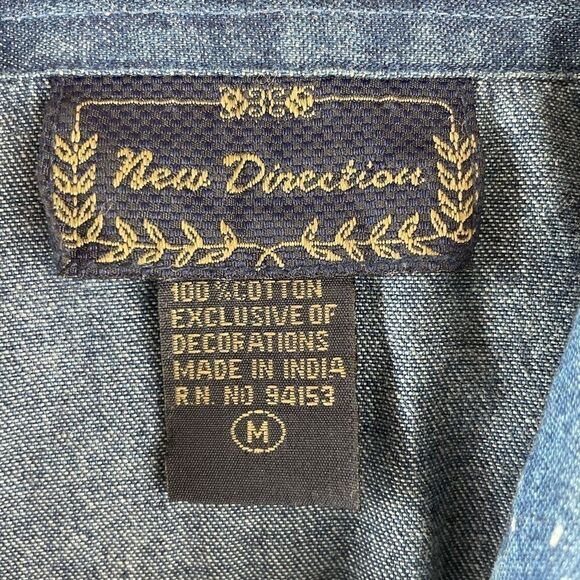 New Direction
100 % COTTON
EXCLUSIVE OF
DECORATIONS
MADE IN INDIA
R.N. NO 94153
M